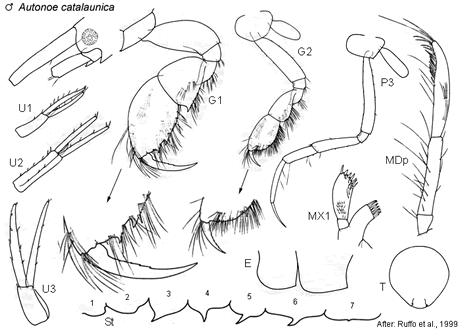 ♂ Autonoe catalaunica
G2
G1
P3
U1
U2
MDp
MX1
U3
E
T
1 2 3 4 5 6 7
St
After: Ruffo et al., 1999